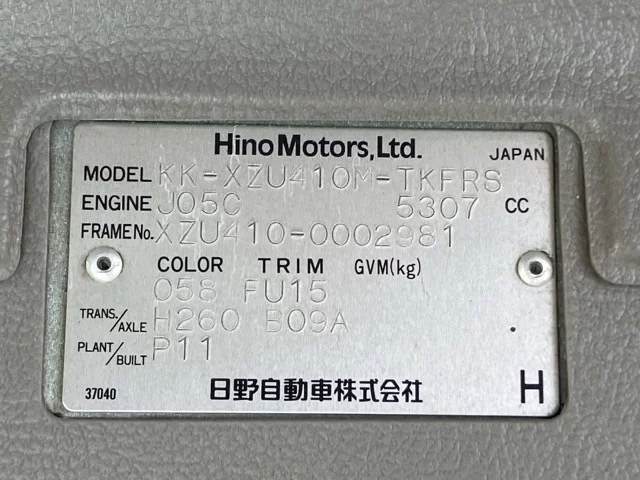 Hino Motors, Ltd. JAPAN
MODEL KK-XZU410M-TKFRS
ENGINE J05C 5307 CC
FRAME No. XZU410-0002981
COLOR TRIM GVM(kg)
058 FU15
TRANS./AXLE H260 B09A
PLANT/BUILT P11
37040 日野自動車株式会社 H